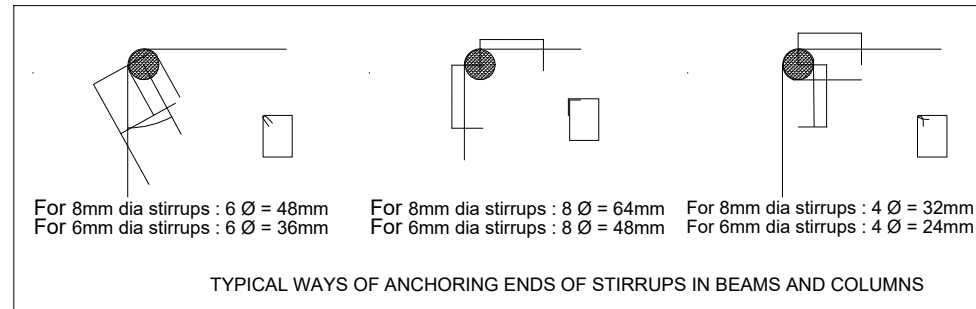 For 8mm dia stirrups : 6 Ø = 48mm
For 6mm dia stirrups : 6 Ø = 36mm
For 8mm dia stirrups : 8 Ø = 64mm
For 6mm dia stirrups : 8 Ø = 48mm
For 8mm dia stirrups : 4 Ø = 32mm
For 6mm dia stirrups : 4 Ø = 24mm
TYPICAL WAYS OF ANCHORING ENDS OF STIRRUPS IN BEAMS AND COLUMNS